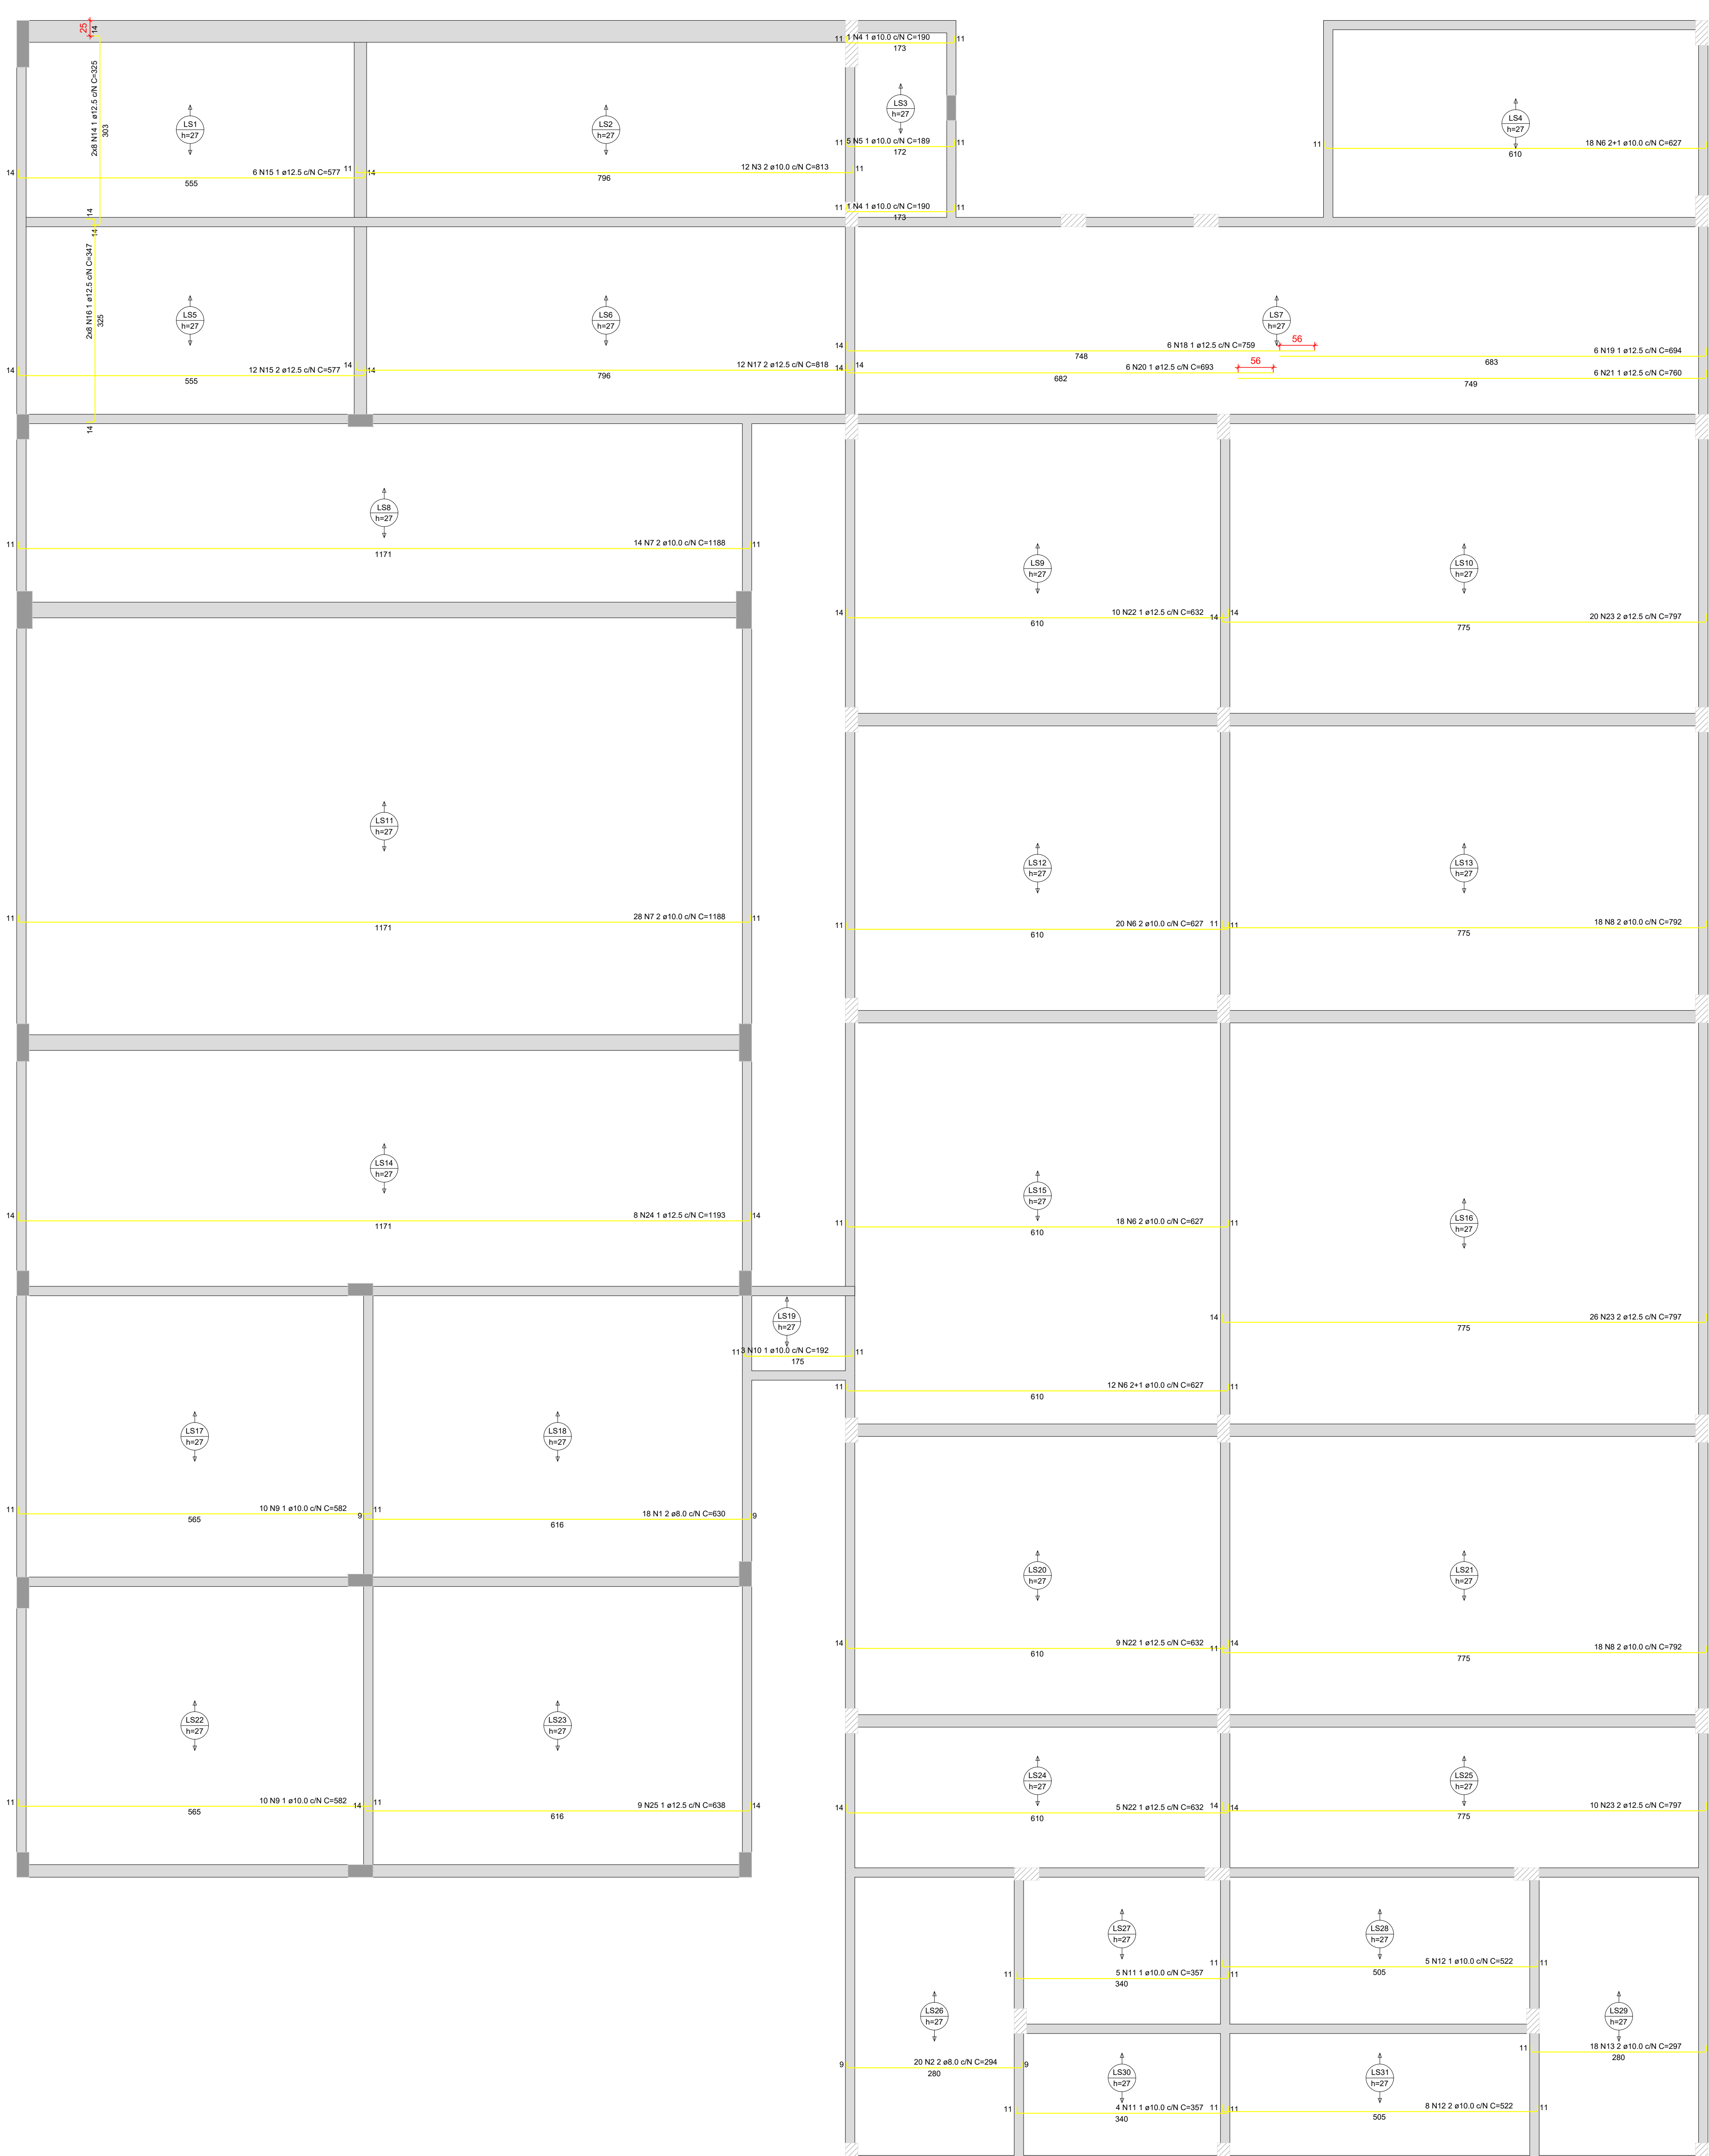 25
14
2x8 N14 1 ø12.5 c/N C=325
303
14
LS1
h=27
14
6 N15 1 ø12.5 c/N C=577
555
14
LS2
h=27
11
12 N3 2 ø10.0 c/N C=813
796
11
11
1 N4 1 ø10.0 c/N C=190
173
11
LS3
h=27
11
5 N5 1 ø10.0 c/N C=189
172
11
11
1 N4 1 ø10.0 c/N C=190
173
11
LS4
h=27
11
18 N6 2+1 ø10.0 c/N C=627
610
14
2x8 N16 1 ø12.5 c/N C=347
325
14
LS5
h=27
14
12 N15 2 ø12.5 c/N C=577
555
14
LS6
h=27
14
12 N17 2 ø12.5 c/N C=818
796
14
LS7
h=27
14
6 N18 1 ø12.5 c/N C=759
748
56
6 N19 1 ø12.5 c/N C=694
683
14
6 N20 1 ø12.5 c/N C=693
682
56
6 N21 1 ø12.5 c/N C=760
749
LS8
h=27
11
14 N7 2 ø10.0 c/N C=1188
1171
11
LS9
h=27
14
10 N22 1 ø12.5 c/N C=632
610
14
LS10
h=27
14
20 N23 2 ø12.5 c/N C=797
775
LS11
h=27
11
28 N7 2 ø10.0 c/N C=1188
1171
11
LS12
h=27
11
20 N6 2 ø10.0 c/N C=627
610
11
LS13
h=27
11
18 N8 2 ø10.0 c/N C=792
775
LS14
h=27
14
8 N24 1 ø12.5 c/N C=1193
1171
14
LS15
h=27
11
18 N6 2 ø10.0 c/N C=627
610
11
LS16
h=27
14
26 N23 2 ø12.5 c/N C=797
775
LS19
h=27
11
3 N10 1 ø10.0 c/N C=192
175
11
11
12 N6 2+1 ø10.0 c/N C=627
610
11
LS17
h=27
11
10 N9 1 ø10.0 c/N C=582
565
11
LS18
h=27
9
18 N1 2 ø8.0 c/N C=630
616
9
LS20
h=27
14
9 N22 1 ø12.5 c/N C=632
610
14
LS21
h=27
11
18 N8 2 ø10.0 c/N C=792
775
LS22
h=27
11
10 N9 1 ø10.0 c/N C=582
565
11
LS23
h=27
14
9 N25 1 ø12.5 c/N C=638
616
14
LS24
h=27
14
5 N22 1 ø12.5 c/N C=632
610
14
LS25
h=27
14
10 N23 2 ø12.5 c/N C=797
775
LS26
h=27
9
20 N2 2 ø8.0 c/N C=294
280
9
LS27
h=27
11
5 N11 1 ø10.0 c/N C=357
340
11
LS28
h=27
11
5 N12 1 ø10.0 c/N C=522
505
11
LS29
h=27
11
18 N13 2 ø10.0 c/N C=297
280
LS30
h=27
11
4 N11 1 ø10.0 c/N C=357
340
11
LS31
h=27
11
8 N12 2 ø10.0 c/N C=522
505
11